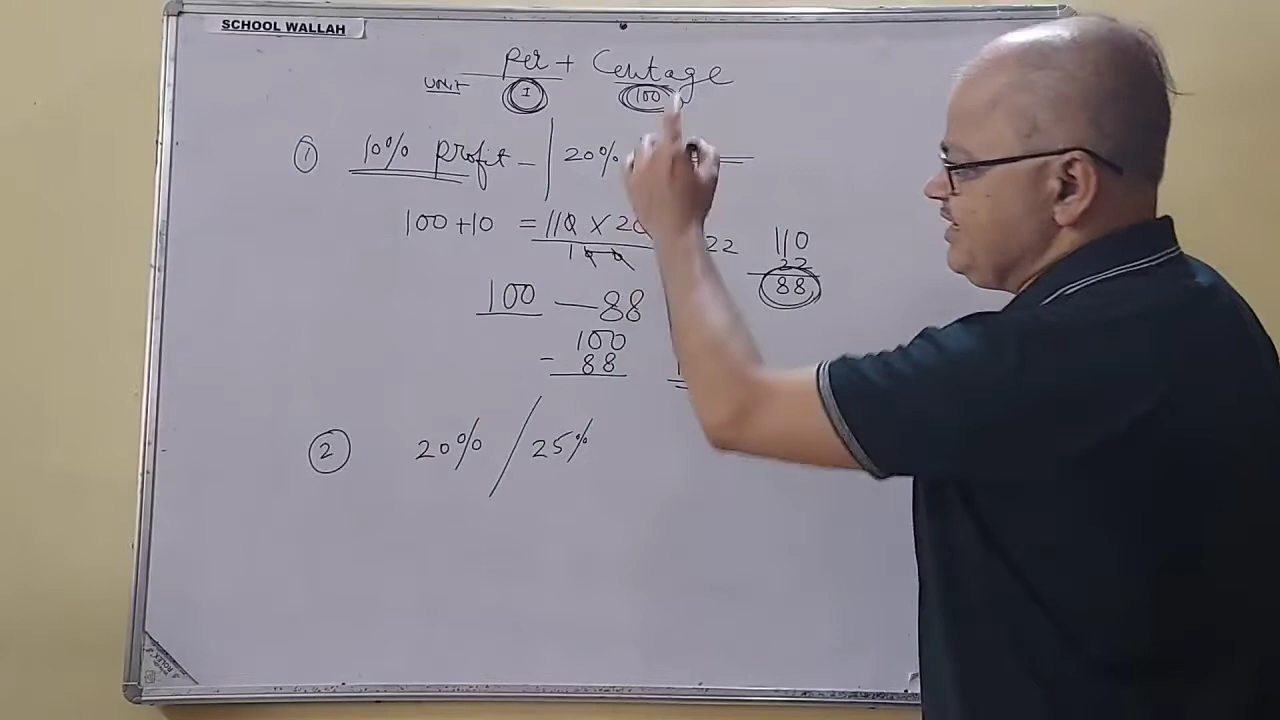 SCHOOL WALLAH
Per + Centage
UNIT 1 100
① 10% Profit - | 20%
100 + 10 = 110 × 20 22 110
100 22
88
100 — 88
100
- 88
② 20% / 25%